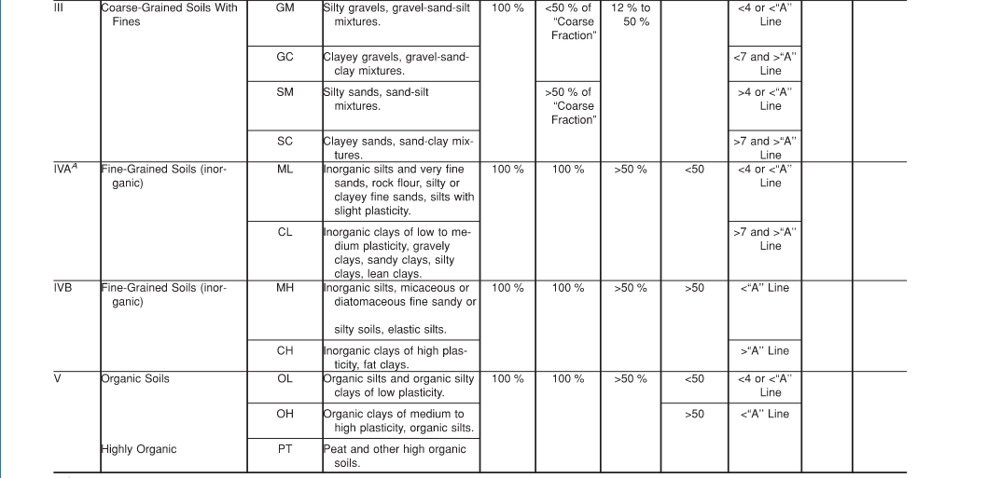 III Coarse-Grained Soils With GM Silty gravels, gravel-sand-silt 100 % <50 % of 12 % to <4 or <“A”
Fines mixtures. “Coarse 50 % Line
Fraction”
GC Clayey gravels, gravel-sand- <7 and >“A”
clay mixtures. Line
SM Silty sands, sand-silt >50 % of >4 or <“A”
mixtures. “Coarse Line
Fraction”
SC Clayey sands, sand-clay mix- >7 and >“A”
tures. Line
IVA^A Fine-Grained Soils (inor- ML Inorganic silts and very fine 100 % 100 % >50 % <50 <4 or <“A”
ganic) sands, rock flour, silty or Line
clayey fine sands, silts with
slight plasticity.
CL Inorganic clays of low to me- >7 and >“A”
dium plasticity, gravely Line
clays, sandy clays, silty
clays, lean clays.
IVB Fine-Grained Soils (inor- MH Inorganic silts, micaceous or 100 % 100 % >50 % >50 <“A” Line
ganic) diatomaceous fine sandy or
silty soils, elastic silts.
CH Inorganic clays of high plas- >“A” Line
ticity, fat clays.
V Organic Soils OL Organic silts and organic silty 100 % 100 % >50 % <50 <4 or <“A”
clays of low plasticity. Line
OH Organic clays of medium to >50 <“A” Line
high plasticity, organic silts.
Highly Organic PT Peat and other high organic
soils.